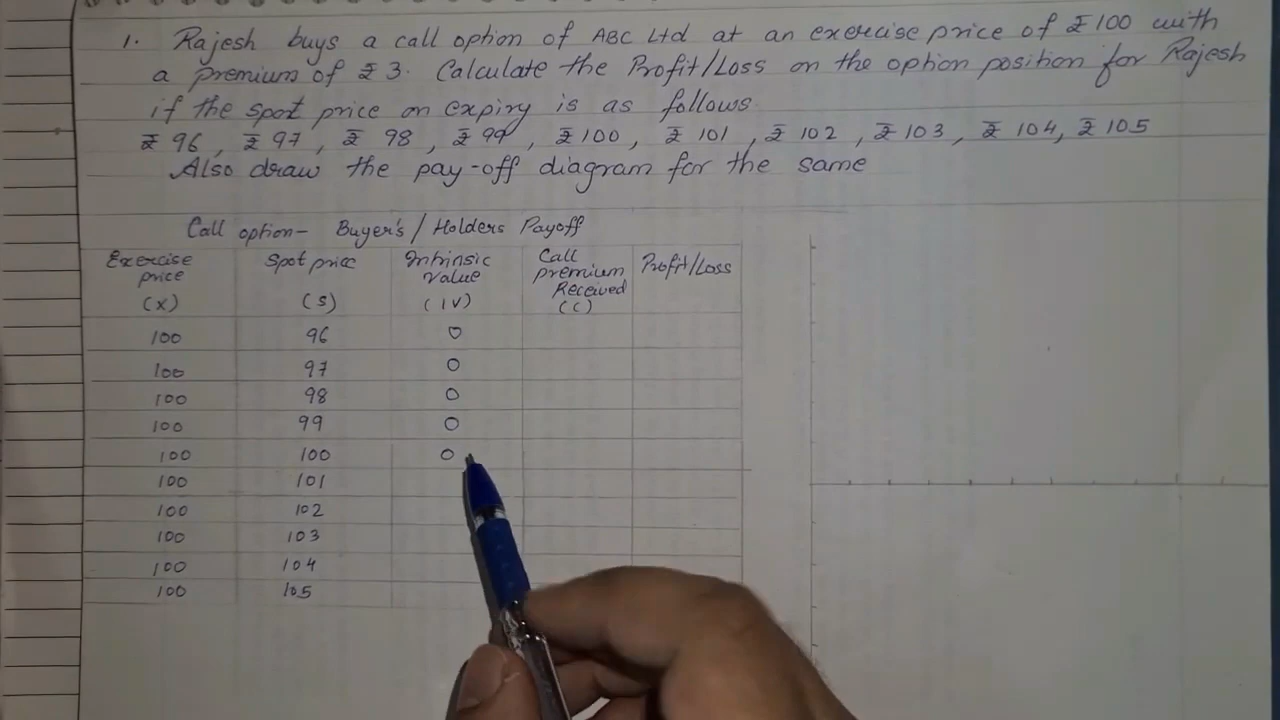 1. Rajesh buys a call option of ABC Ltd at an exercise price of ₹100 with
a premium of ₹3. Calculate the Profit/Loss on the option position for Rajesh
if the spot price on expiry is as follows
₹96, ₹97, ₹98, ₹99, ₹100, ₹101, ₹102, ₹103, ₹104, ₹105
Also draw the pay-off diagram for the same
Call option- Buyer's/Holders Payoff
Exercise price (X) Spot price (S) Intrinsic Value (IV) Call premium Received (C) Profit/Loss
100 96 0
100 97 0
100 98 0
100 99 0
100 100 0
100 101
100 102
100 103
100 104
100 105